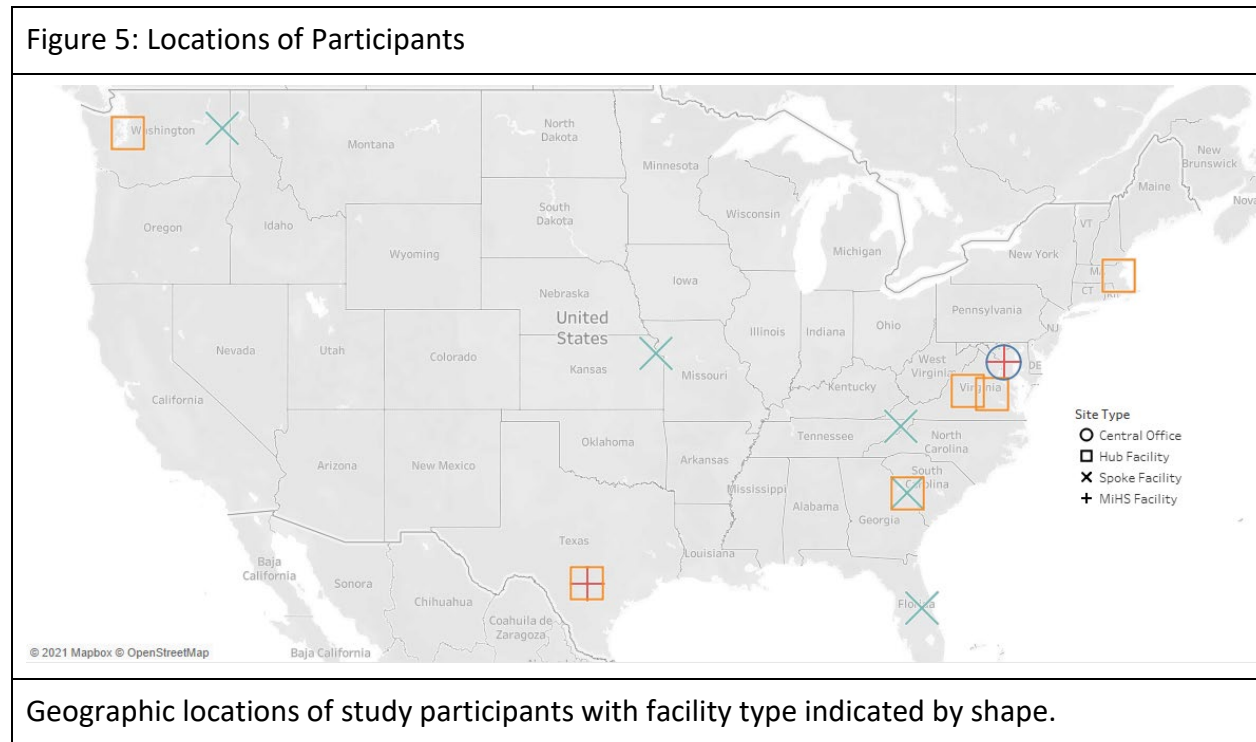 Figure 5: Locations of Participants
Washington
Montana
North
Dakota
Minnesota
New
Brunswick
Maine
Oregon
Idaho
South
Dakota
Wisconsin
Michigan
VT
New York
Wyoming
Iowa
CT
Nebraska
United
States
Pennsylvania
NJ
Nevada
Utah
Colorado
Kansas
Missouri
Illinois
Indiana
Ohio
West
DE
Kentucky
Virginia
California
Oklahoma
Tennessee
North
Carolina
Arizona
New Mexico
Arkansas
Mississippi
Alabama
Georgia
South
Carolina
Site Type
Central Office
Hub Facility
Spoke Facility
MiHS Facility
Texas
Louisiana
Baja
California
Sonora
Chihuahua
Coahuila de
Zaragoza
Florida
Baja California
© 2021 Mapbox © OpenStreetMap
Geographic locations of study participants with facility type indicated by shape.